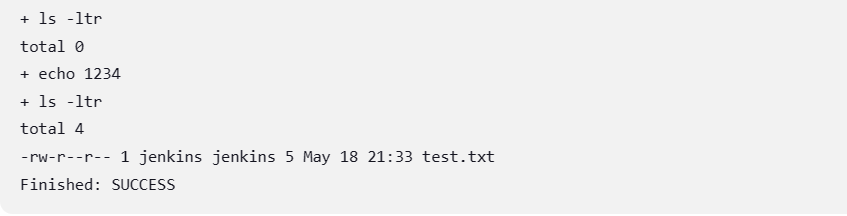 + ls -ltr
total 0
+ echo 1234
+ ls -ltr
total 4
-rw-r--r-- 1 jenkins jenkins 5 May 18 21:33 test.txt
Finished: SUCCESS